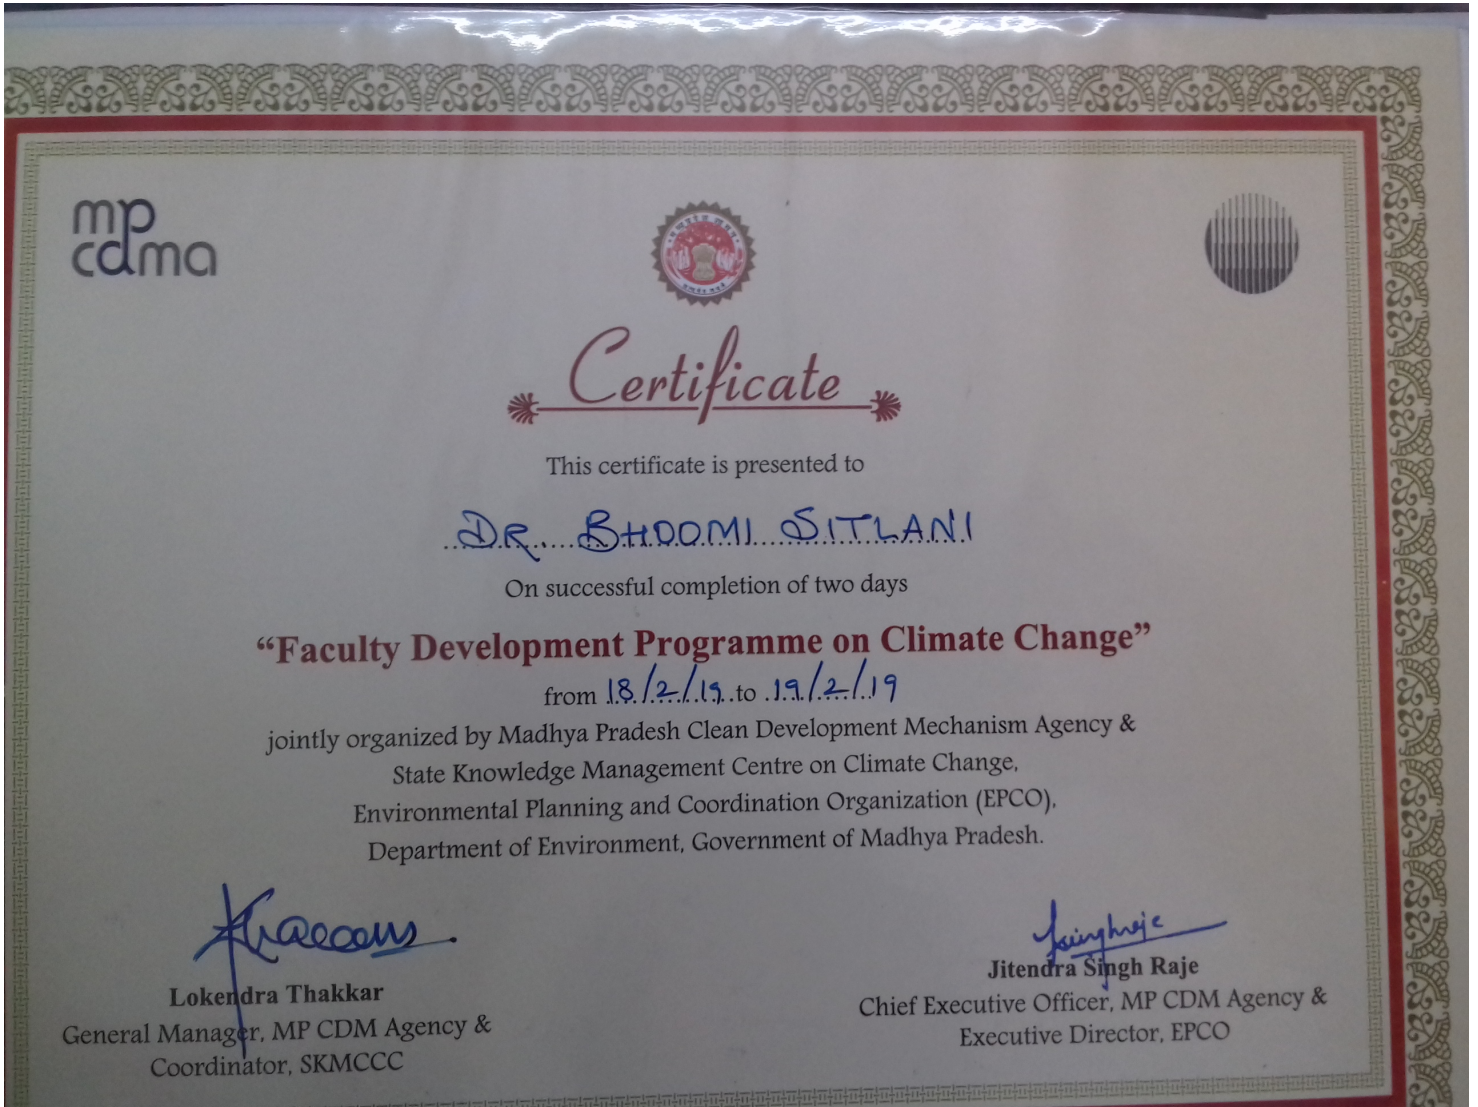 mp
cdma
Certificate
This certificate is presented to
DR. BHOOMI SITLANI
On successful completion of two days
“Faculty Development Programme on Climate Change”
from 18/2/19 to 19/2/19
jointly organized by Madhya Pradesh Clean Development Mechanism Agency &
State Knowledge Management Centre on Climate Change,
Environmental Planning and Coordination Organization (EPCO),
Department of Environment, Government of Madhya Pradesh.
Lokendra Thakkar
General Manager, MP CDM Agency &
Coordinator, SKMCCC
Jitendra Singh Raje
Chief Executive Officer, MP CDM Agency &
Executive Director, EPCO